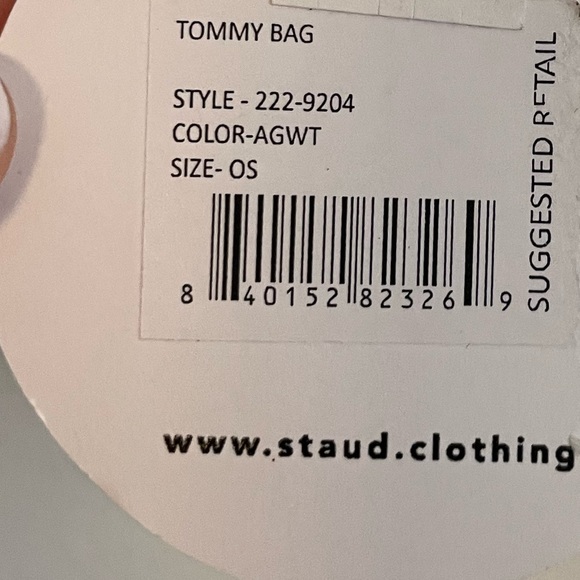 TOMMY BAG
STYLE - 222-9204
COLOR-AGWT
SIZE- OS
8 40152 82326 9
SUGGESTED RETAIL
www.staud.clothing